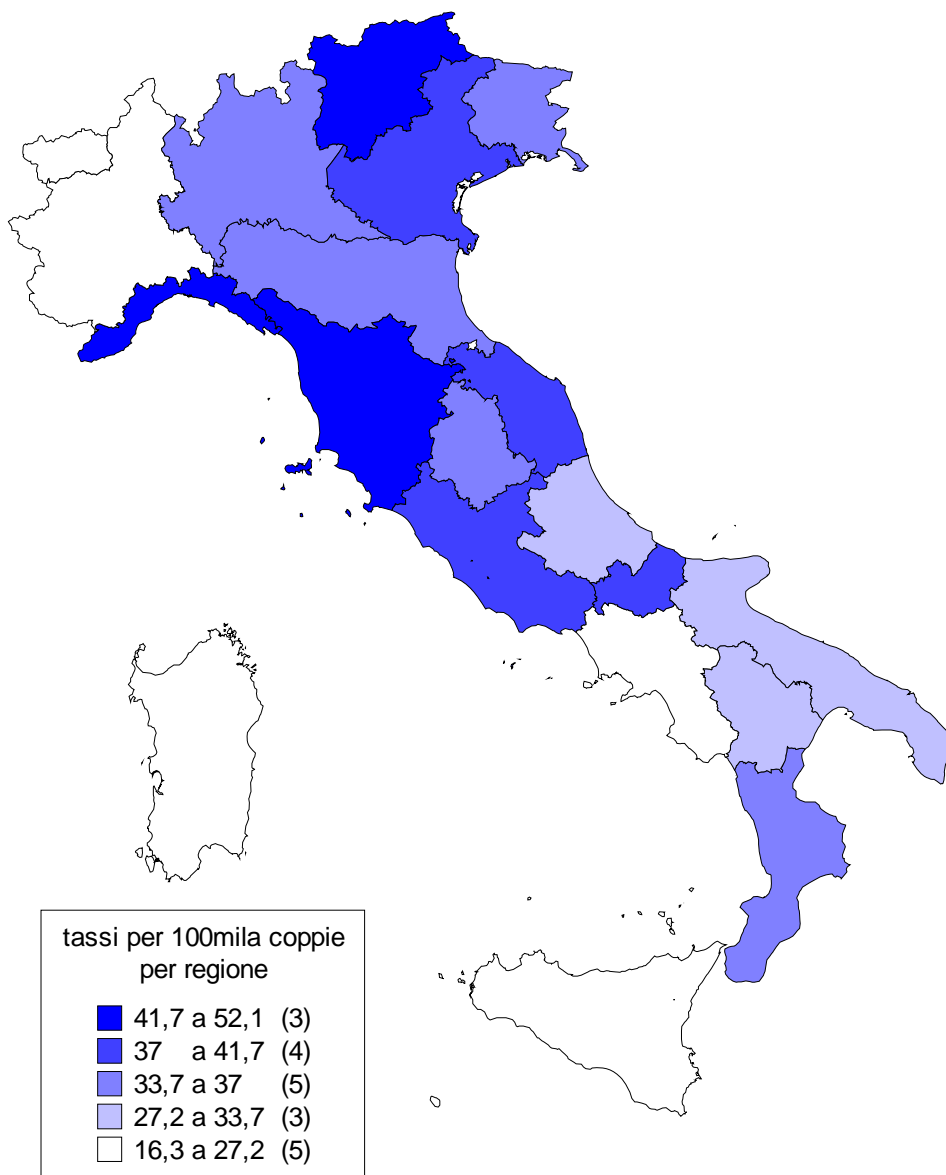 tassi per 100mila coppie
per regione
41,7 a 52,1 (3)
37 a 41,7 (4)
33,7 a 37 (5)
27,2 a 33,7 (3)
16,3 a 27,2 (5)